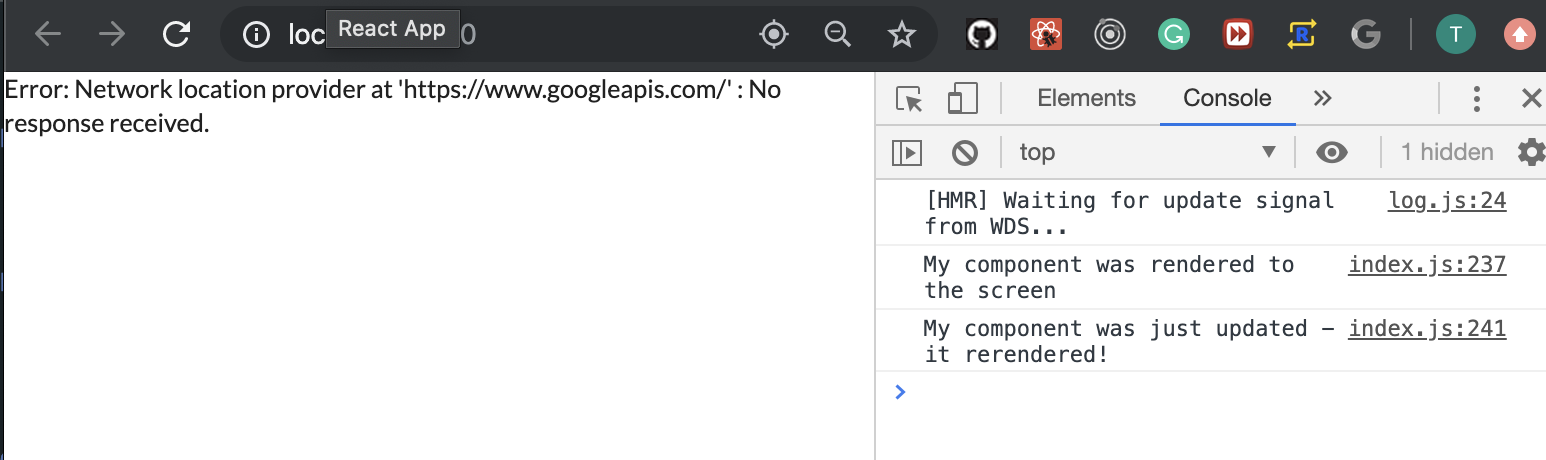 loc
React App
0
T
Error: Network location provider at 'https://www.googleapis.com/' : No
response received.
Elements Console
top 1 hidden
[HMR] Waiting for update signal log.js:24
from WDS...
My component was rendered to index.js:237
the screen
My component was just updated - index.js:241
it rerendered!